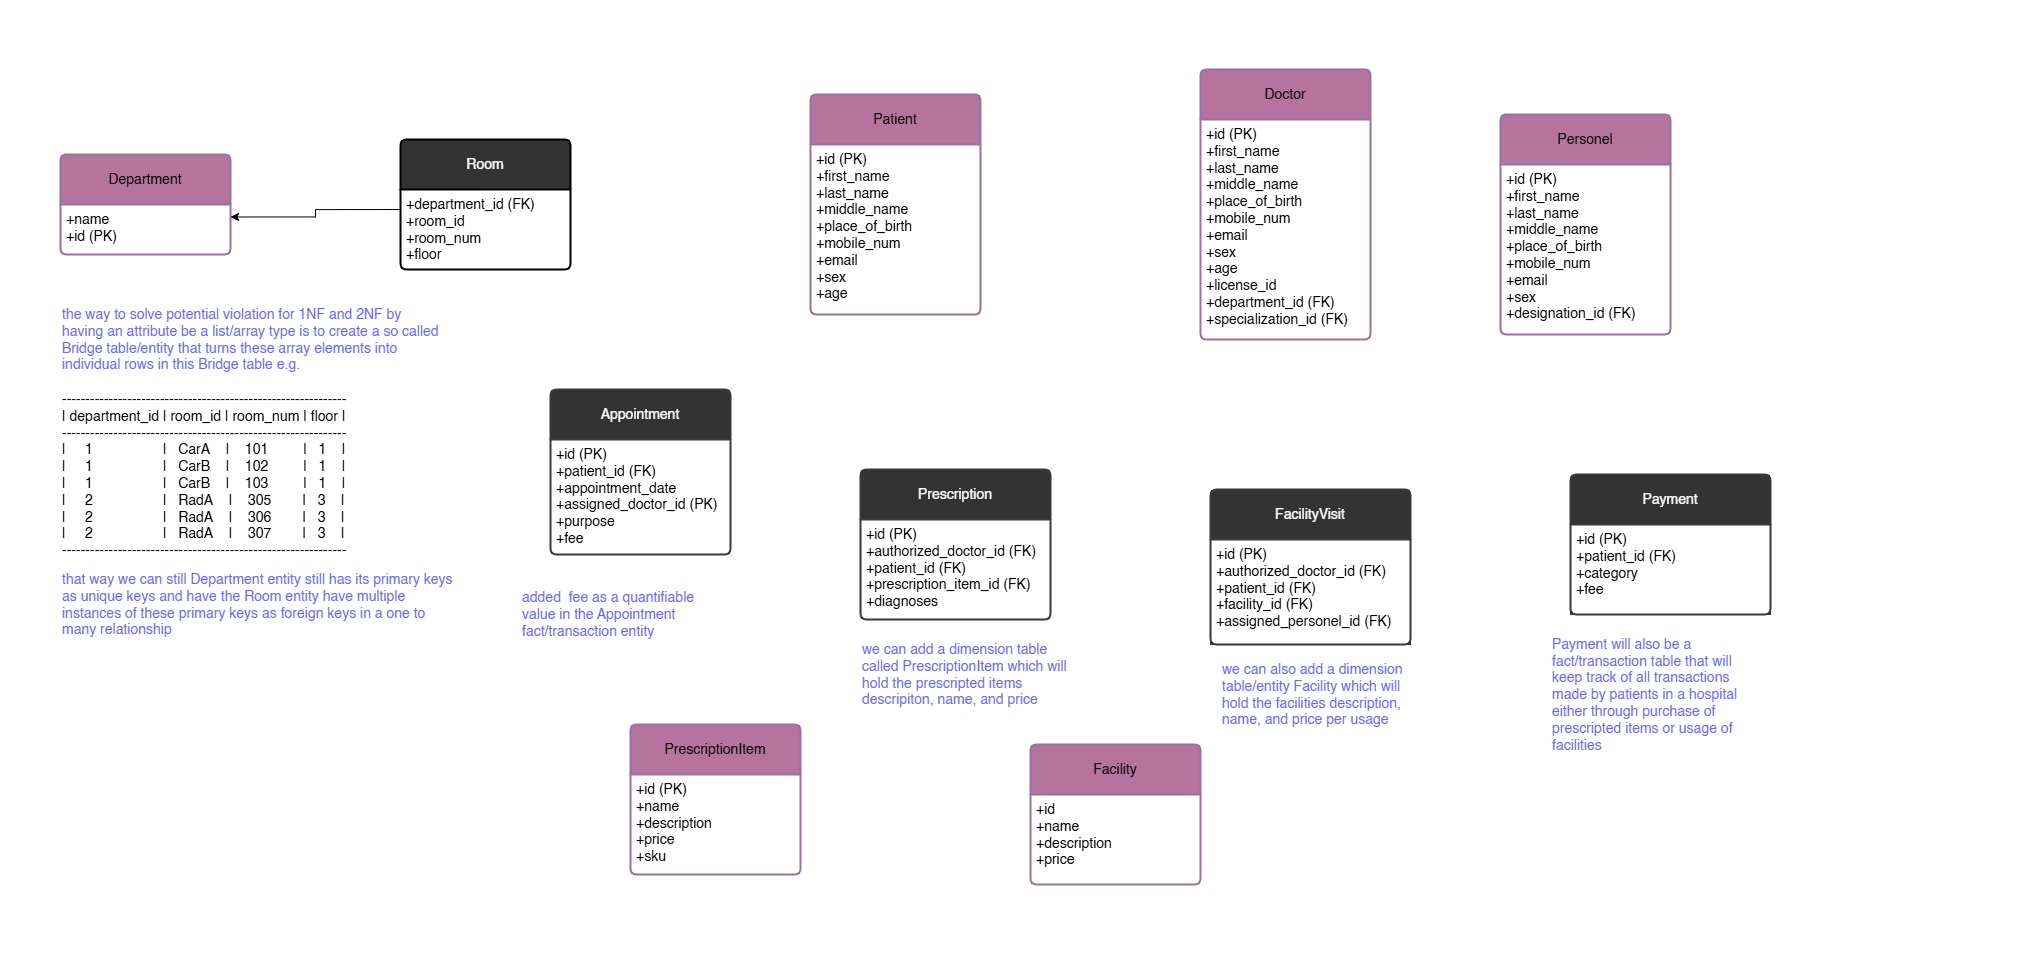 Department
+name
+id (PK)
Room
+department_id (FK)
+room_id
+room_num
+floor
the way to solve potential violation for 1NF and 2NF by
having an attribute be a list/array type is to create a so called
Bridge table/entity that turns these array elements into
individual rows in this Bridge table e.g.
-------------------------------------------------------------
| department_id | room_id | room_num | floor |
-------------------------------------------------------------
| 1 | CarA | 101 | 1 |
| 1 | CarB | 102 | 1 |
| 1 | CarB | 103 | 1 |
| 2 | RadA | 305 | 3 |
| 2 | RadA | 306 | 3 |
| 2 | RadA | 307 | 3 |
-------------------------------------------------------------
that way we can still Department entity still has its primary keys
as unique keys and have the Room entity have multiple
instances of these primary keys as foreign keys in a one to
many relationship
Patient
+id (PK)
+first_name
+last_name
+middle_name
+place_of_birth
+mobile_num
+email
+sex
+age
Doctor
+id (PK)
+first_name
+last_name
+middle_name
+place_of_birth
+mobile_num
+email
+sex
+age
+license_id
+department_id (FK)
+specialization_id (FK)
Personel
+id (PK)
+first_name
+last_name
+middle_name
+place_of_birth
+mobile_num
+email
+sex
+designation_id (FK)
Appointment
+id (PK)
+patient_id (FK)
+appointment_date
+assigned_doctor_id (PK)
+purpose
+fee
added  fee as a quantifiable
value in the Appointment
fact/transaction entity
Prescription
+id (PK)
+authorized_doctor_id (FK)
+patient_id (FK)
+prescription_item_id (FK)
+diagnoses
we can add a dimension table
called PrescriptionItem which will
hold the prescripted items
descripiton, name, and price
FacilityVisit
+id (PK)
+authorized_doctor_id (FK)
+patient_id (FK)
+facility_id (FK)
+assigned_personel_id (FK)
we can also add a dimension
table/entity Facility which will
hold the facilities description,
name, and price per usage
Payment
+id (PK)
+patient_id (FK)
+category
+fee
Payment will also be a
fact/transaction table that will
keep track of all transactions
made by patients in a hospital
either through purchase of
prescripted items or usage of
facilities
PrescriptionItem
+id (PK)
+name
+description
+price
+sku
Facility
+id
+name
+description
+price